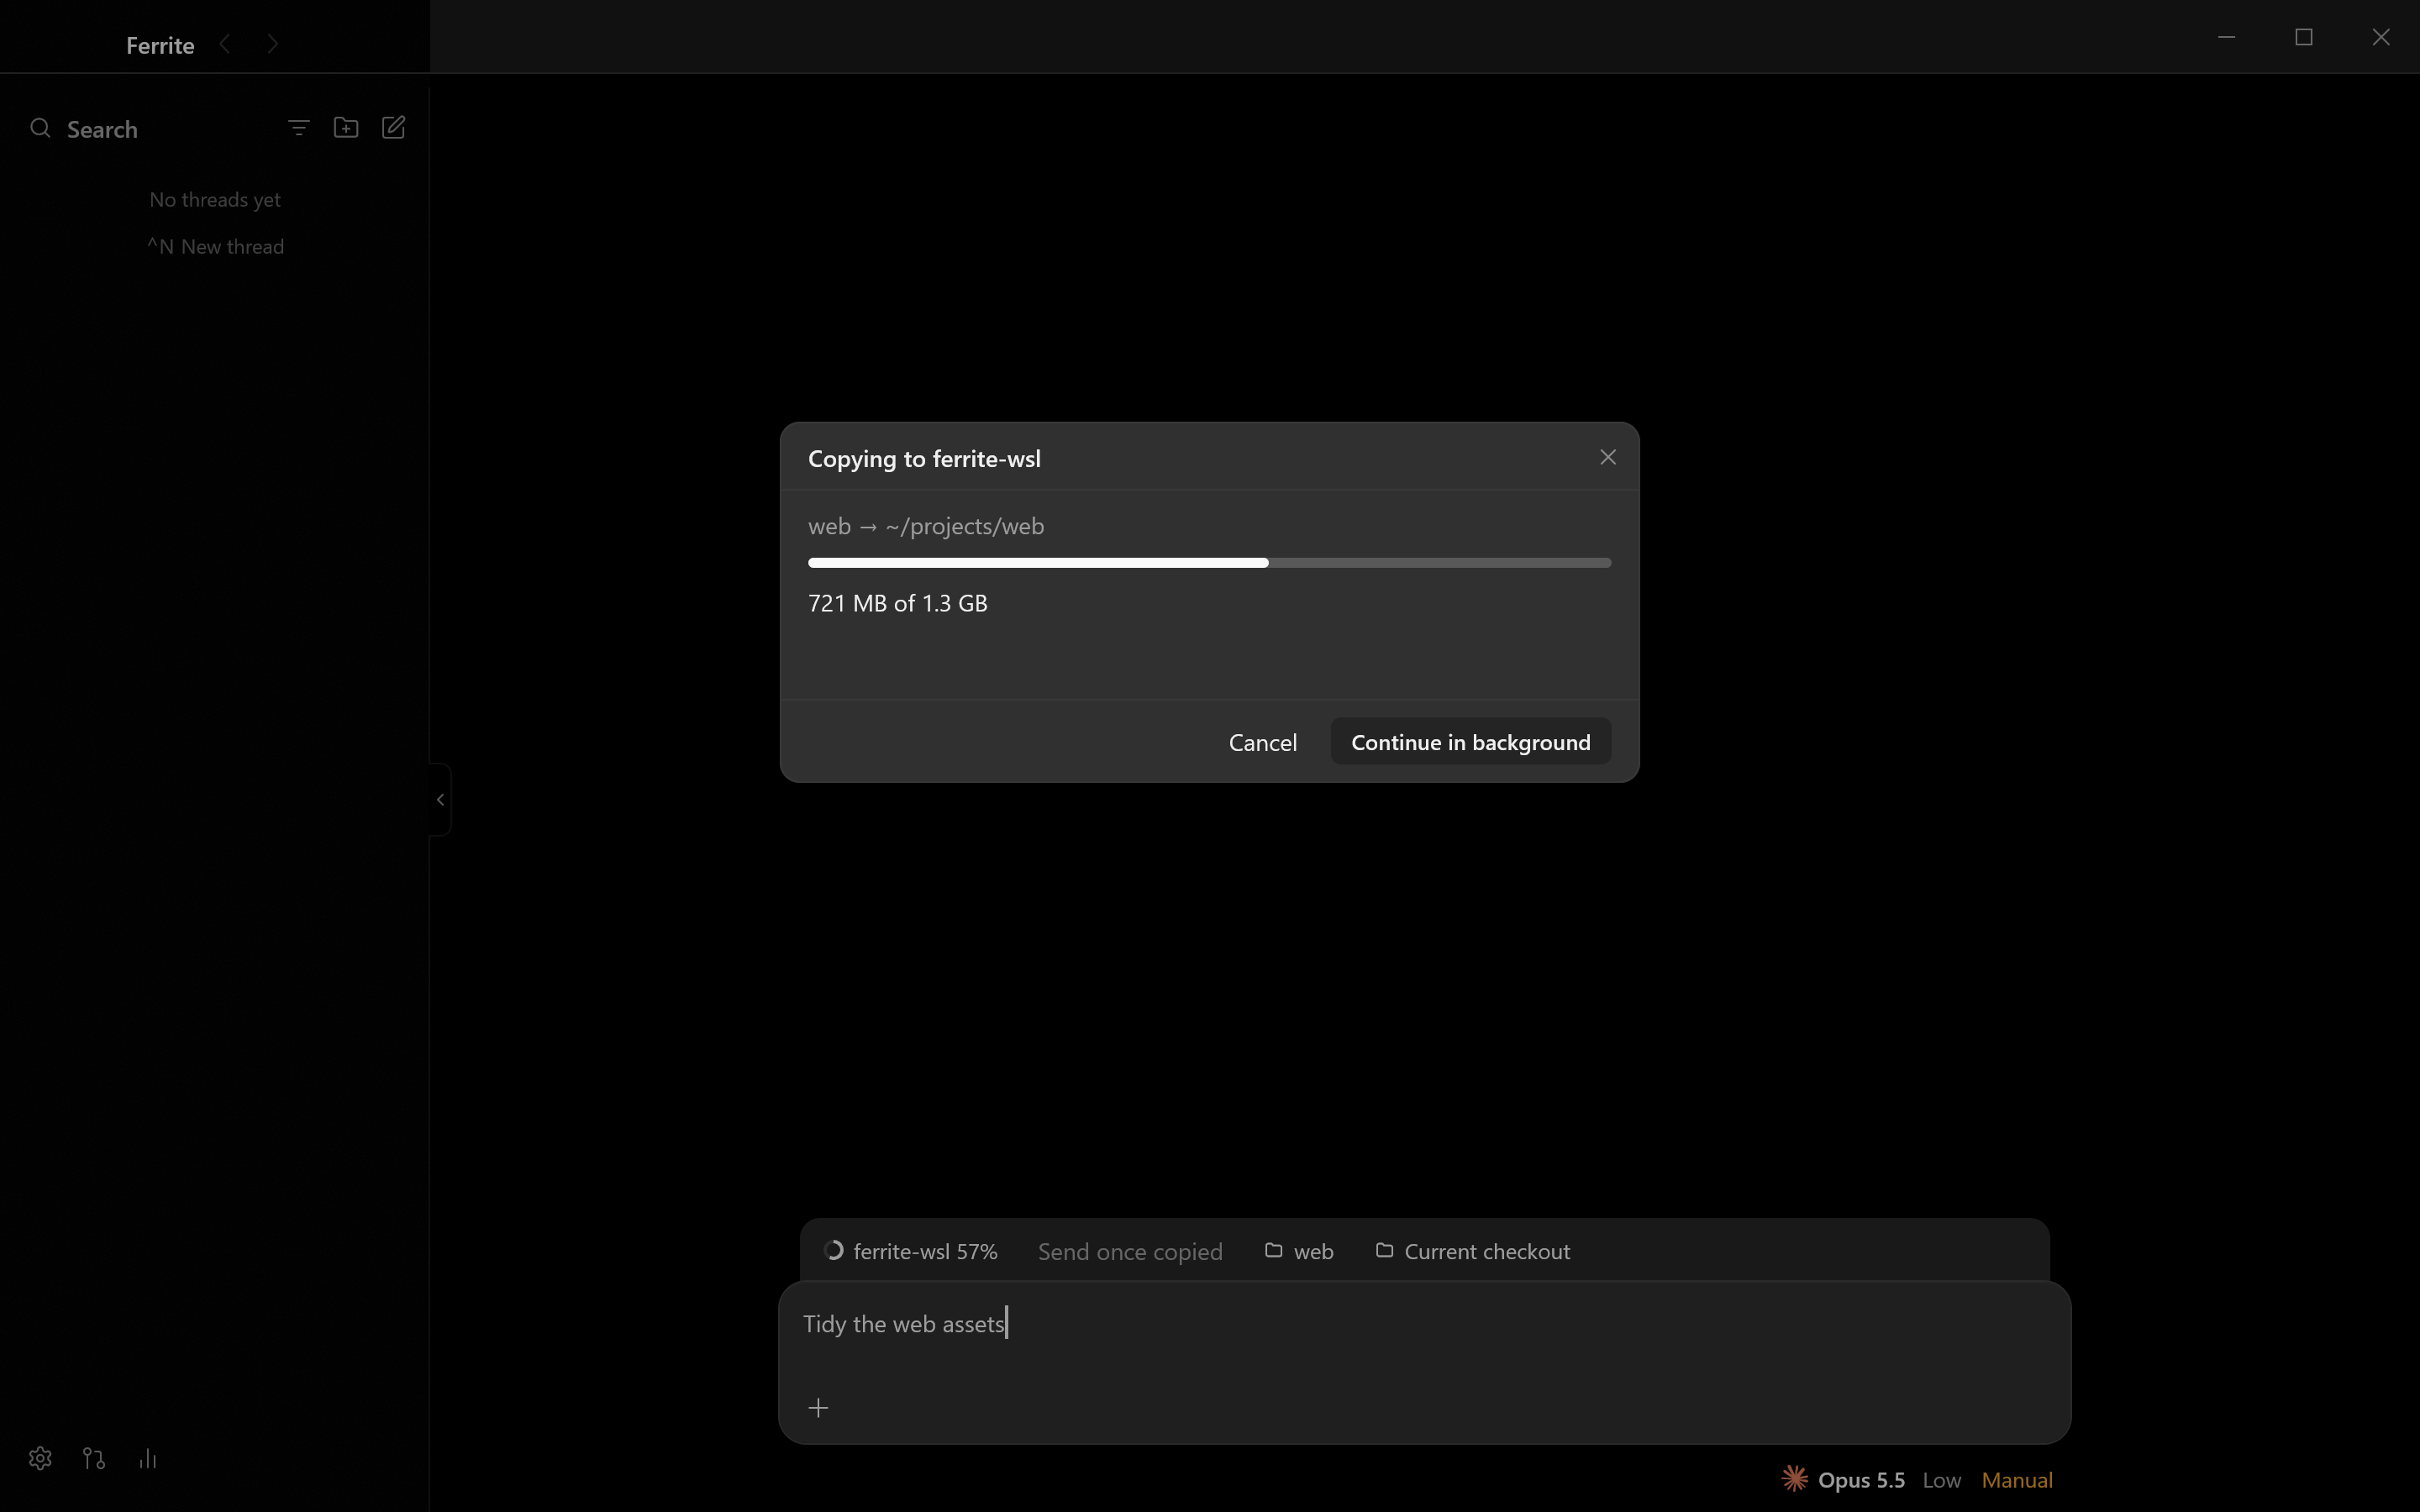 Ferrite
Search
No threads yet
^N New thread
Copying to ferrite-wsl
web → ~/projects/web
721 MB of 1.3 GB
Cancel Continue in background
ferrite-wsl 57% Send once copied web Current checkout
Tidy the web assets
Opus 5.5 Low Manual